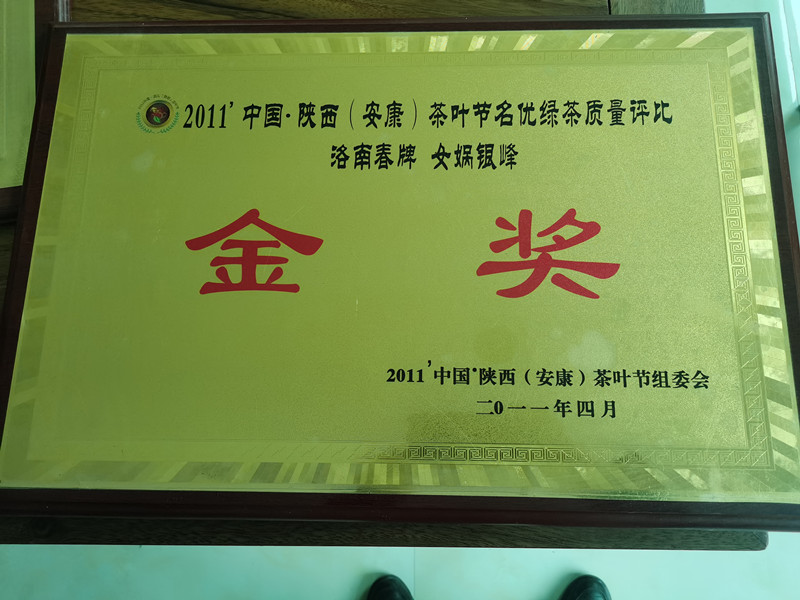 2011'中国·陕西（安康）茶叶节名优绿茶质量评比
洛南春牌 女娲银峰
金奖
2011'中国·陕西（安康）茶叶节组委会
二0一一年四月